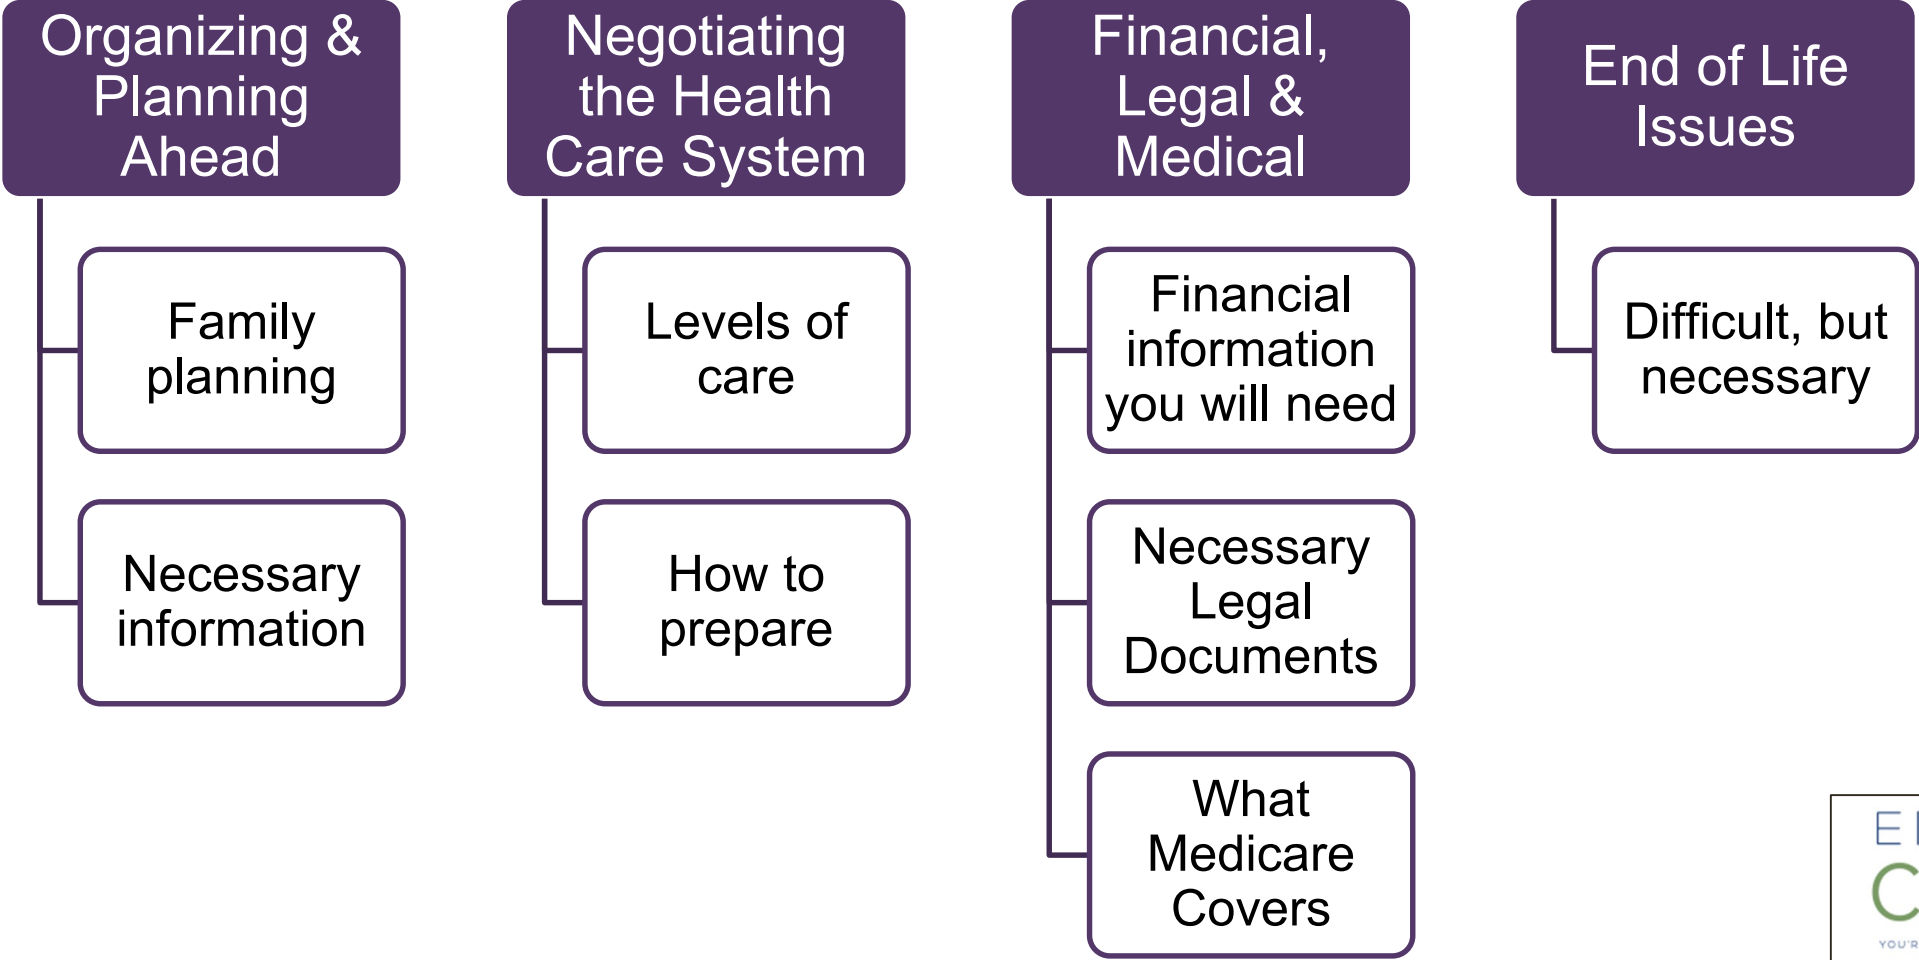 Organizing &
Planning
Ahead
Family
planning
Necessary
information
Negotiating
the Health
Care System
Levels of
care
How to
prepare
Financial,
Legal &
Medical
Financial
information
you will need
Necessary
Legal
Documents
What
Medicare
Covers
End of Life
Issues
Difficult, but
necessary